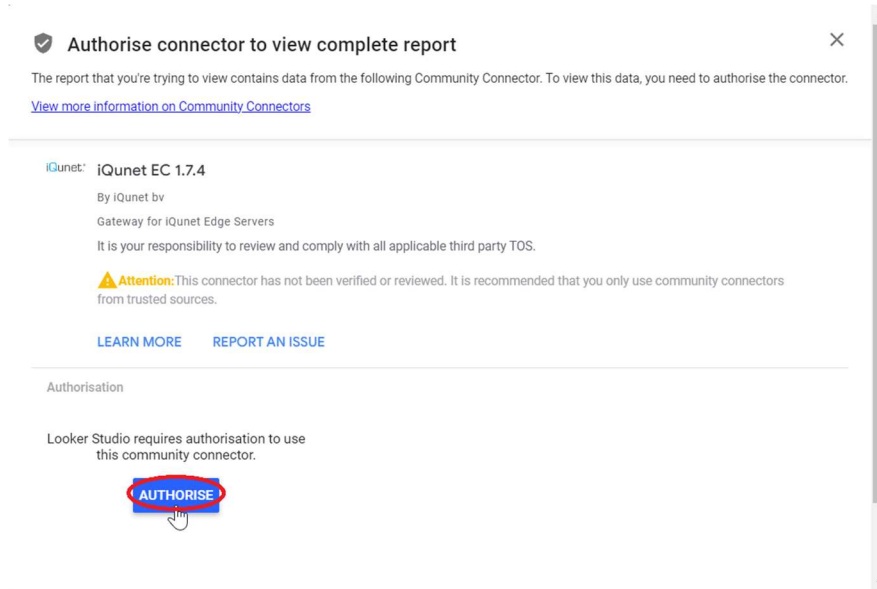 Authorise connector to view complete report
The report that you're trying to view contains data from the following Community Connector. To view this data, you need to authorise the connector.
View more information on Community Connectors
iQunet
iQunet EC 1.7.4
By iQunet bv
Gateway for iQunet Edge Servers
It is your responsibility to review and comply with all applicable third party TOS.
Attention:This connector has not been verified or reviewed. It is recommended that you only use community connectors
from trusted sources.
LEARN MORE REPORT AN ISSUE
Authorisation
Looker Studio requires authorisation to use
this community connector.
AUTHORISE